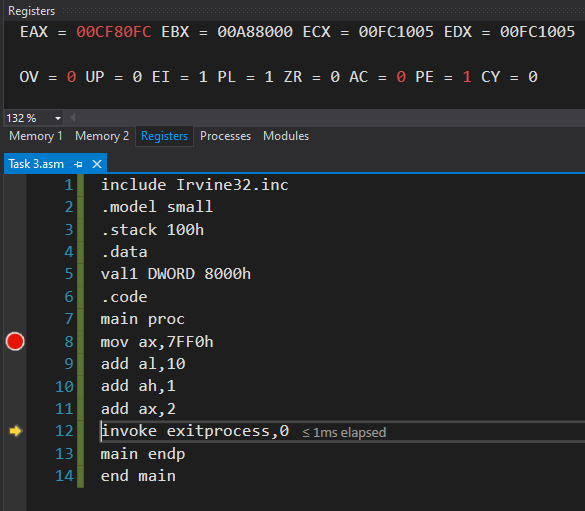 Registers
EAX = 00CF80FC EBX = 00A88000 ECX = 00FC1005 EDX = 00FC1005
OV = 0 UP = 0 EI = 1 PL = 1 ZR = 0 AC = 0 PE = 1 CY = 0
132 %
Memory 1 Memory 2 Registers Processes Modules
Task 3.asm
1 include Irvine32.inc
2 .model small
3 .stack 100h
4 .data
5 val1 DWORD 8000h
6 .code
7 main proc
8 mov ax,7FF0h
9 add al,10
10 add ah,1
11 add ax,2
12 invoke exitprocess,0 ≤ 1ms elapsed
13 main endp
14 end main